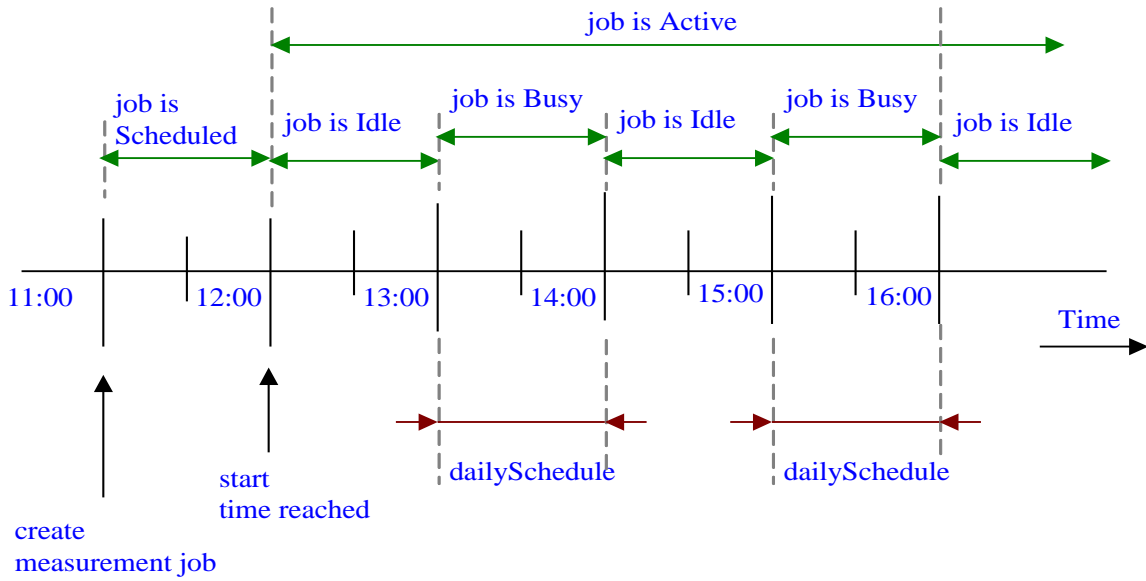 job is Active
job is
Scheduled
job is Idle
job is Busy
job is Idle
job is Busy
job is Idle
11:00
12:00
13:00
14:00
15:00
16:00
Time
dailySchedule
dailySchedule
start
time reached
create
measurement job